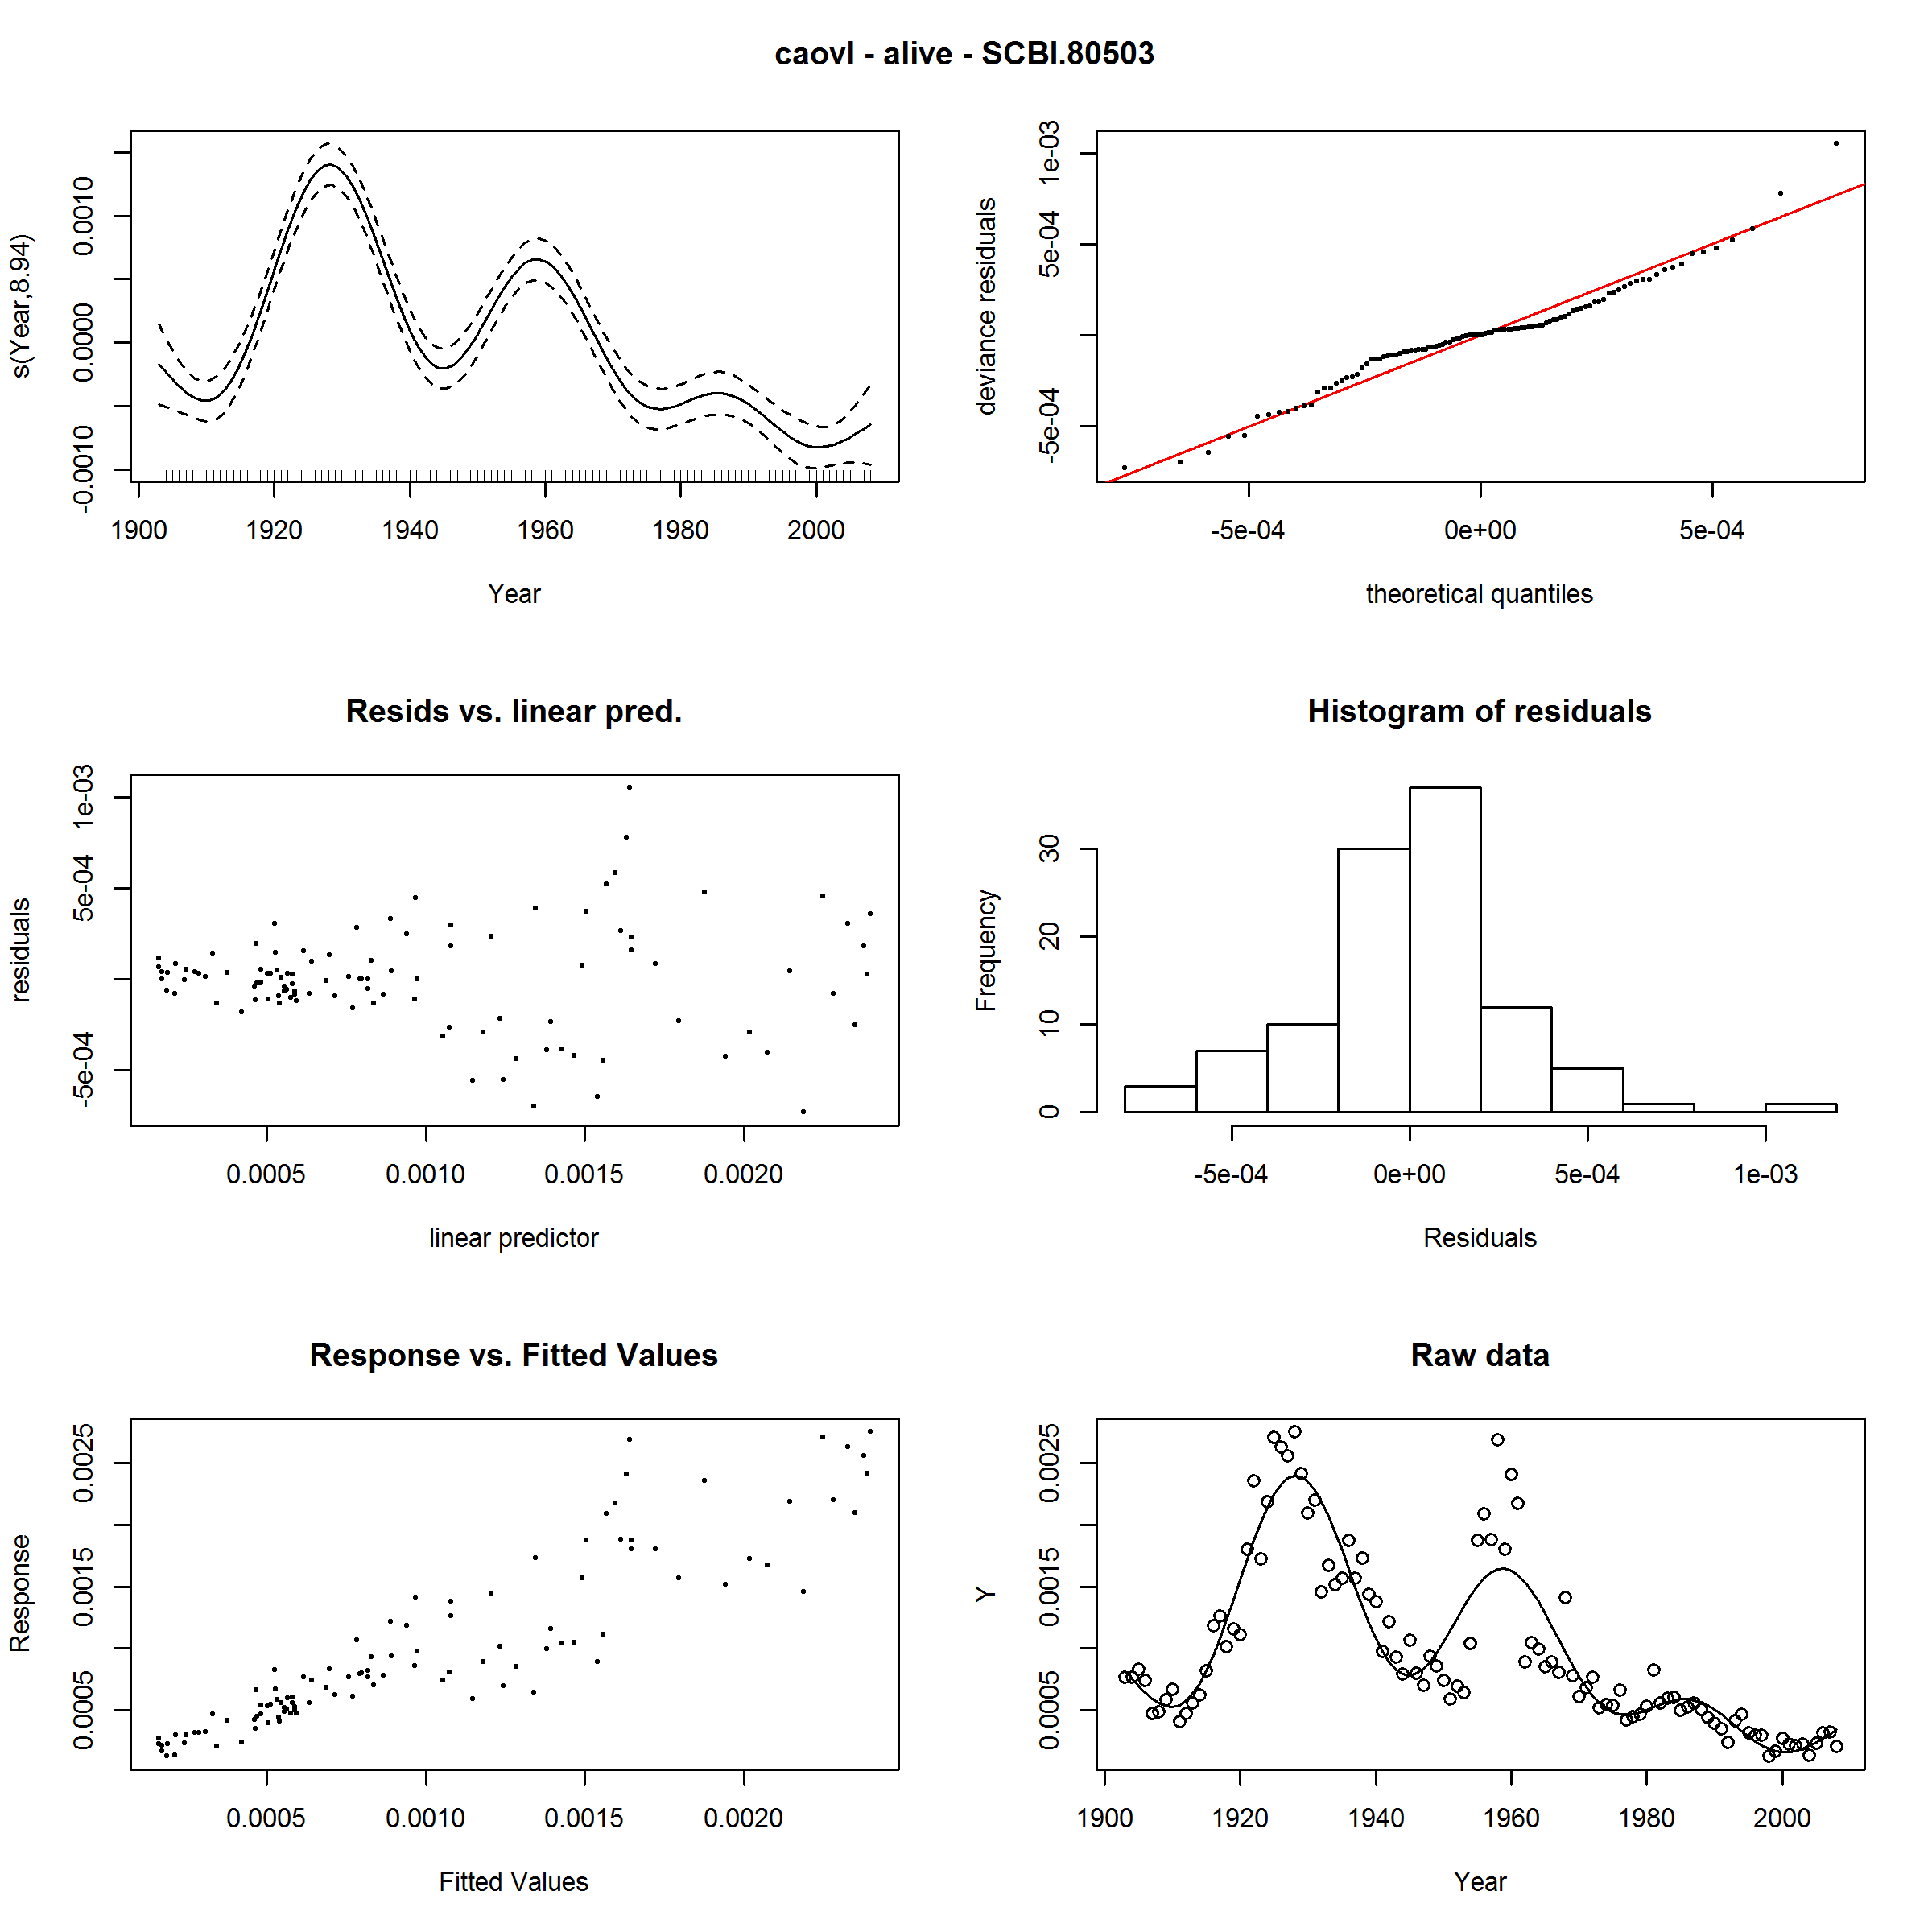 caovl - alive - SCBI.80503
s(Year,8.94)
-0.0010 0.0000 0.0010
1900 1920 1940 1960 1980 2000
Year
deviance residuals
-5e-04 5e-04 1e-03
-5e-04 0e+00 5e-04
theoretical quantiles
Resids vs. linear pred.
residuals
-5e-04 5e-04 1e-03
0.0005 0.0010 0.0015 0.0020
linear predictor
Histogram of residuals
Frequency
0 10 20 30
-5e-04 0e+00 5e-04 1e-03
Residuals
Response vs. Fitted Values
Response
0.0005 0.0015 0.0025
0.0005 0.0010 0.0015 0.0020
Fitted Values
Raw data
Y
0.0005 0.0015 0.0025
1900 1920 1940 1960 1980 2000
Year